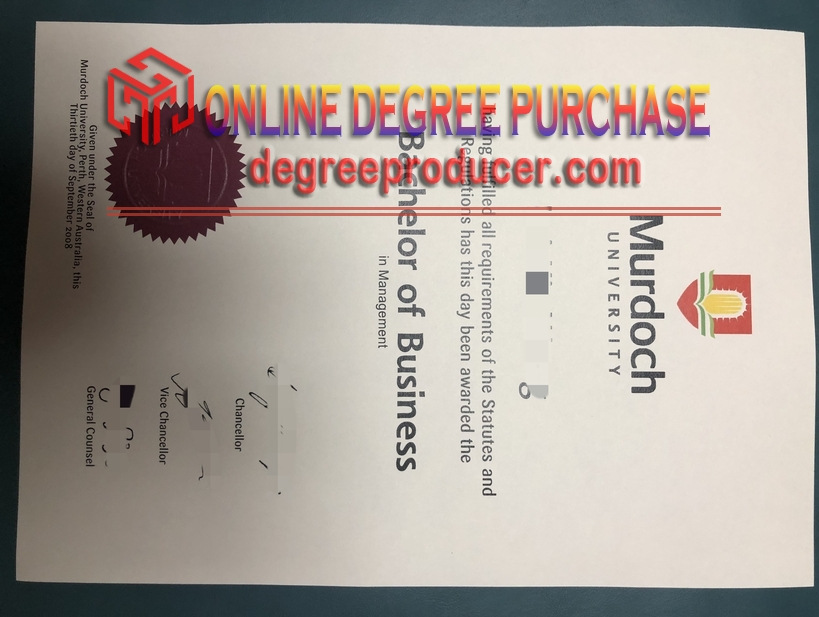 ONLINE DEGREE PURCHASE
degreeproducer.com
Murdoch
UNIVERSITY
having fulfilled all requirements of the Statutes and
Regulations has this day been awarded the
Bachelor of Business
in Management
Chancellor
Vice Chancellor
General Counsel
Given under the Seal of
Murdoch University, Perth, Western Australia, this
Thirtieth day of September 2008